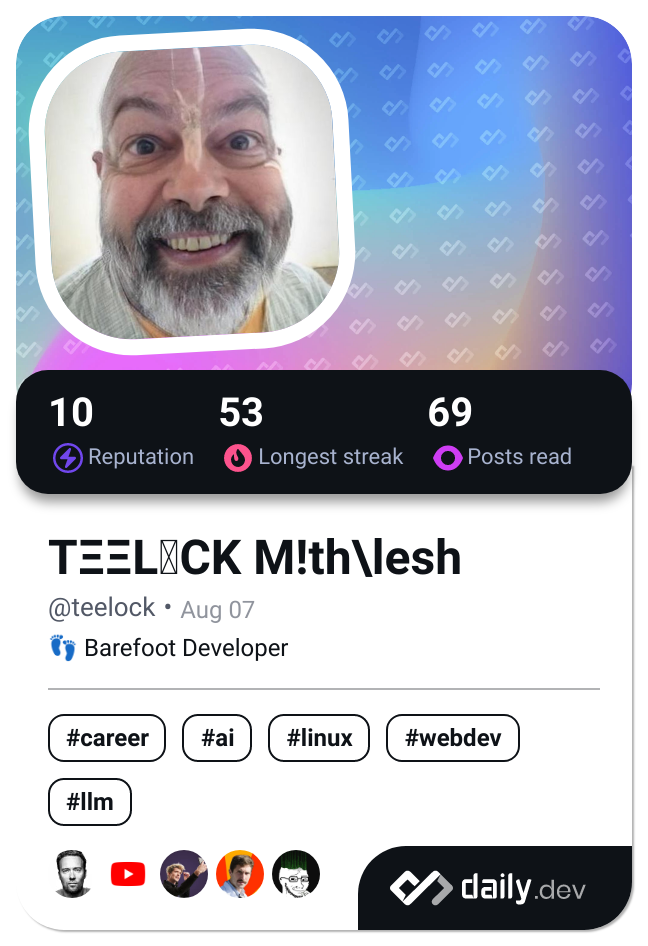 10 53 69
Reputation Longest streak Posts read
TΞΞL▯CK M!th\lesh
@teelock • Aug 07
👣 Barefoot Developer
#career #ai #linux #webdev
#llm
daily.dev